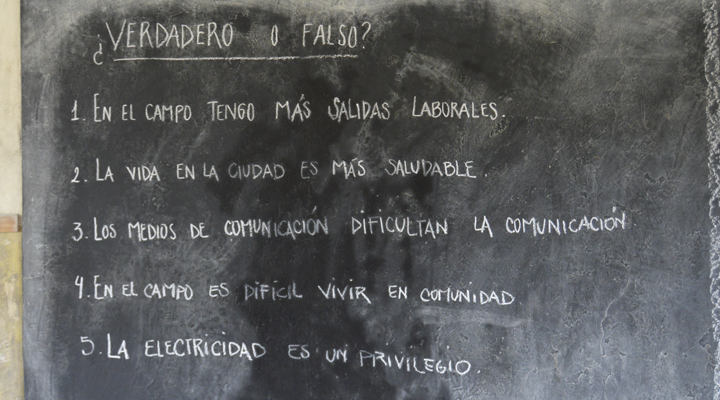 ¿VERDADERO O FALSO?
1. EN EL CAMPO TENGO MÁS SALIDAS LABORALES.
2. LA VIDA EN LA CIUDAD ES MÁS SALUDABLE.
3. LOS MEDIOS DE COMUNICACIÓN DIFICULTAN LA COMUNICACIÓN
4. EN EL CAMPO ES DIFÍCIL VIVIR EN COMUNIDAD
5. LA ELECTRICIDAD ES UN PRIVILEGIO.